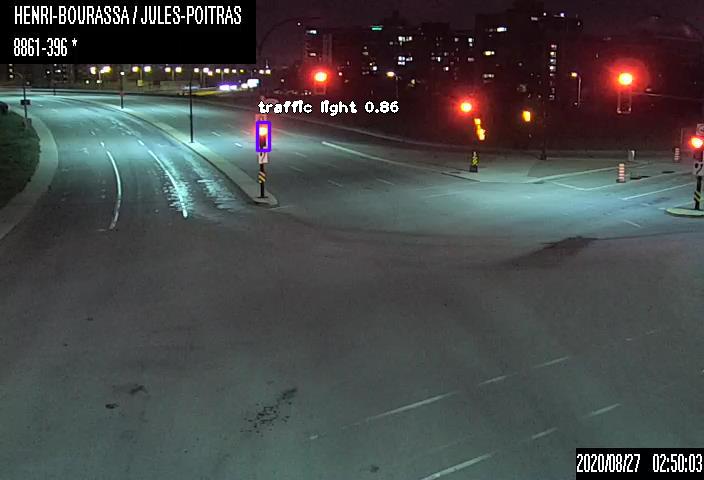 HENRI-BOURASSA / JULES-POITRAS
8861-396 *
traffic light 0.86
2020/08/27 02:50:03